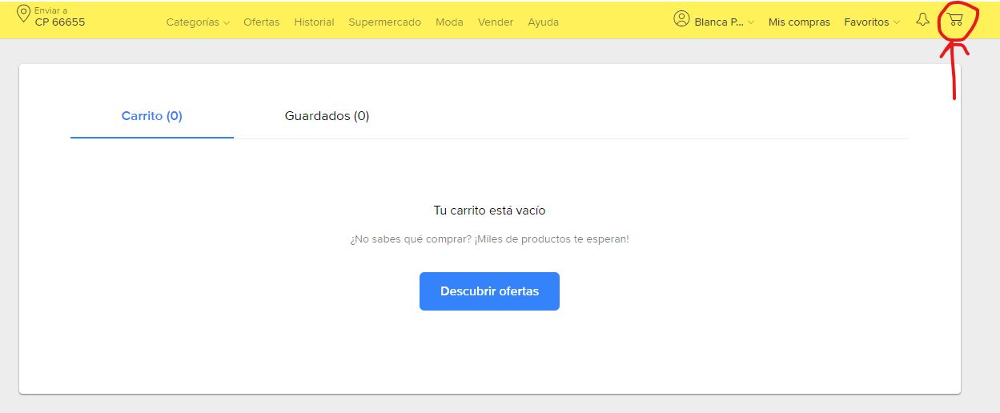 Enviar a
CP 66655
Categorías Ofertas Historial Supermercado Moda Vender Ayuda Blanca P... Mis compras Favoritos
Carrito (0) Guardados (0)
Tu carrito está vacío
¿No sabes qué comprar? ¡Miles de productos te esperan!
Descubrir ofertas